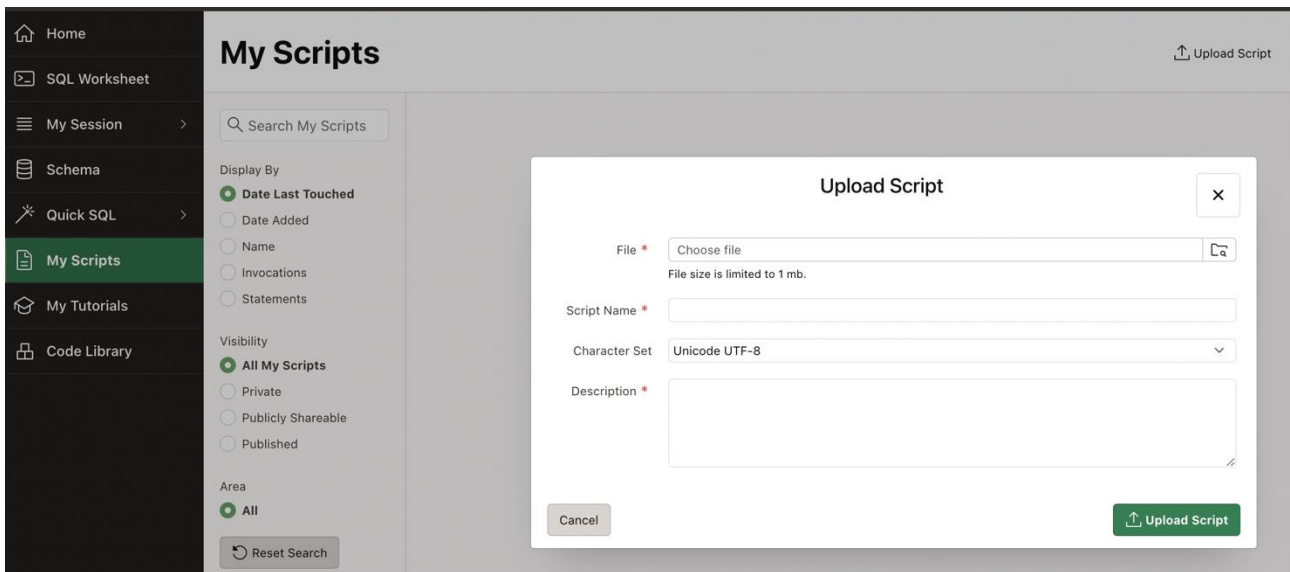 Home
SQL Worksheet
My Session
Schema
Quick SQL
My Scripts
My Tutorials
Code Library
My Scripts
Upload Script
Search My Scripts
Display By
Date Last Touched
Date Added
Name
Invocations
Statements
Visibility
All My Scripts
Private
Publicly Shareable
Published
Area
All
Reset Search
Upload Script
File *
Choose file
File size is limited to 1 mb.
Script Name *
Character Set Unicode UTF-8
Description *
Cancel
Upload Script